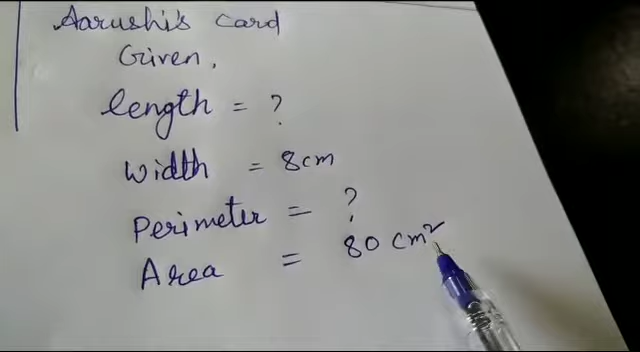 Aarushi's Card
Given,
length = ?
width = 8cm
Perimeter = ?
Area = 80 cm²